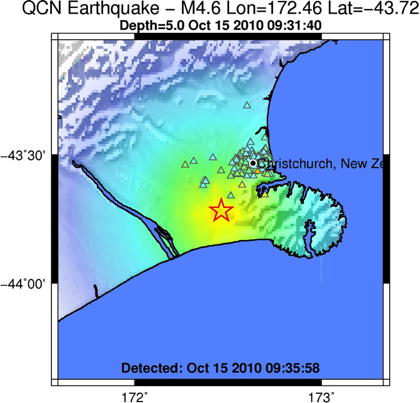 QCN Earthquake − M4.6 Lon=172.46 Lat=−43.72
Depth=5.0 Oct 15 2010 09:31:40
−43˚30'
Christchurch, New Ze
−44˚00'
Detected: Oct 15 2010 09:35:58
172˚ 173˚